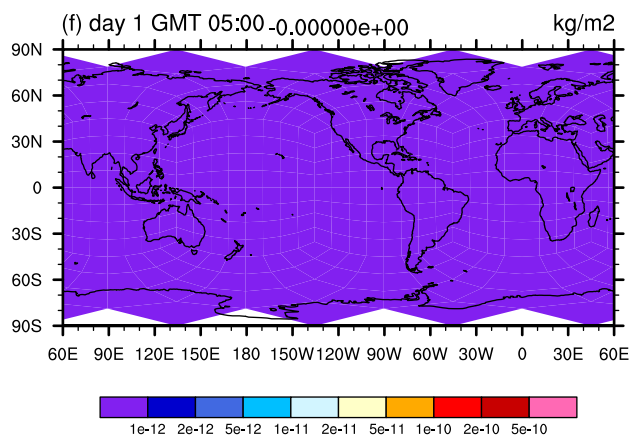 (f) day 1 GMT 05:00 -0.00000e+00 kg/m2
90N
60N
30N
0
30S
60S
90S
60E 90E 120E 150E 180 150W 120W 90W 60W 30W 0 30E 60E
1e-12 2e-12 5e-12 1e-11 2e-11 5e-11 1e-10 2e-10 5e-10